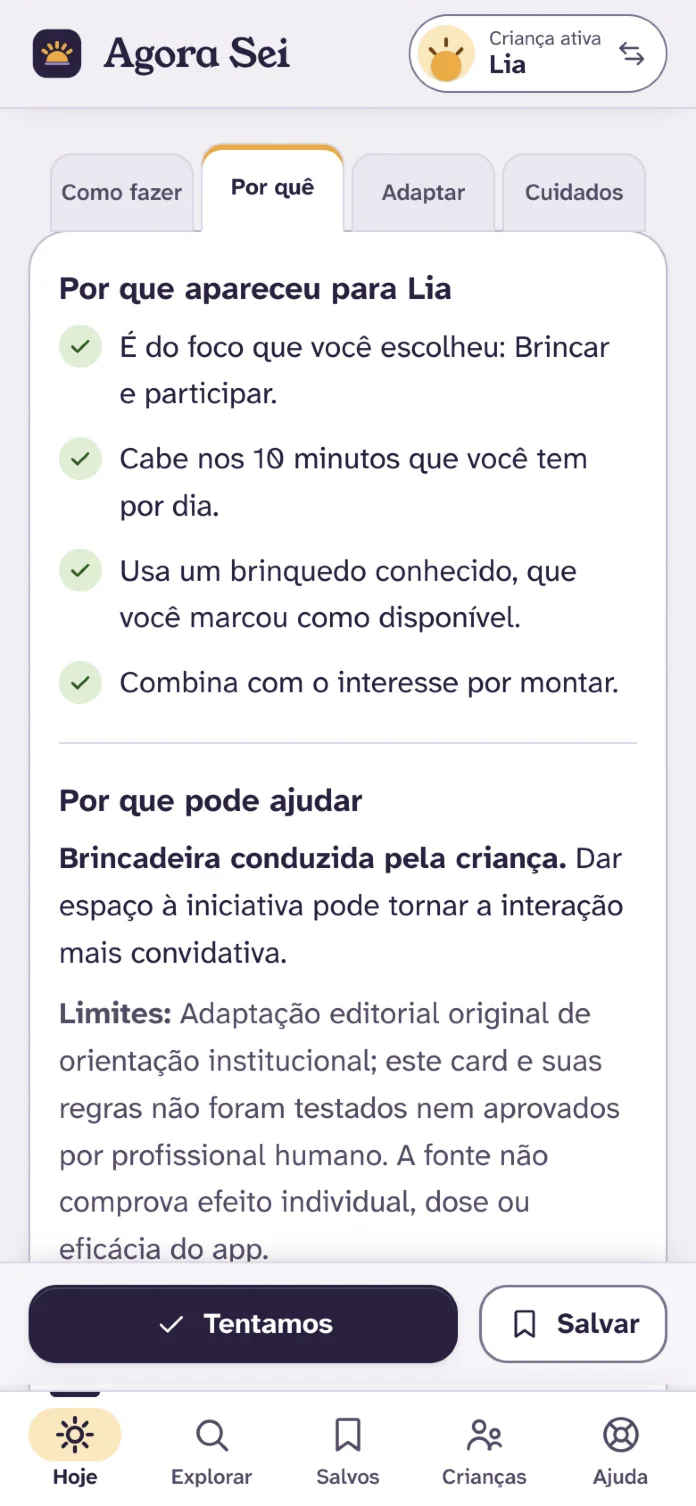 Agora Sei
Criança ativa
Lia
Como fazer
Por quê
Adaptar
Cuidados
Por que apareceu para Lia
É do foco que você escolheu: Brincar
e participar.
Cabe nos 10 minutos que você tem
por dia.
Usa um brinquedo conhecido, que
você marcou como disponível.
Combina com o interesse por montar.
Por que pode ajudar
Brincadeira conduzida pela criança. Dar
espaço à iniciativa pode tornar a interação
mais convidativa.
Limites: Adaptação editorial original de
orientação institucional; este card e suas
regras não foram testados nem aprovados
por profissional humano. A fonte não
comprova efeito individual, dose ou
eficácia do app.
Tentamos
Salvar
Hoje
Explorar
Salvos
Crianças
Ajuda